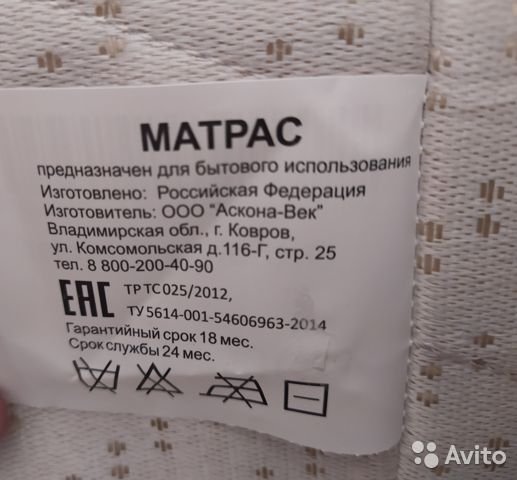 МАТРАС
предназначен для бытового использования
Изготовлено: Российская Федерация
Изготовитель: ООО "Аскона-Век"
Владимирская обл., г. Ковров,
ул. Комсомольская д.116-Г, стр. 25
тел. 8 800-200-40-90
ЕАС ТР ТС 025/2012,
ТУ 5614-001-54606963-2014
Гарантийный срок 18 мес.
Срок службы 24 мес.
Avito